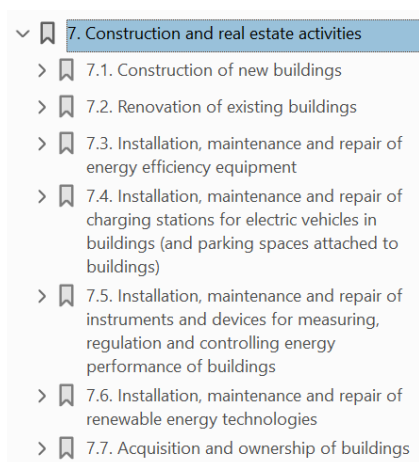 7. Construction and real estate activities
7.1. Construction of new buildings
7.2. Renovation of existing buildings
7.3. Installation, maintenance and repair of
energy efficiency equipment
7.4. Installation, maintenance and repair of
charging stations for electric vehicles in
buildings (and parking spaces attached to
buildings)
7.5. Installation, maintenance and repair of
instruments and devices for measuring,
regulation and controlling energy
performance of buildings
7.6. Installation, maintenance and repair of
renewable energy technologies
7.7. Acquisition and ownership of buildings